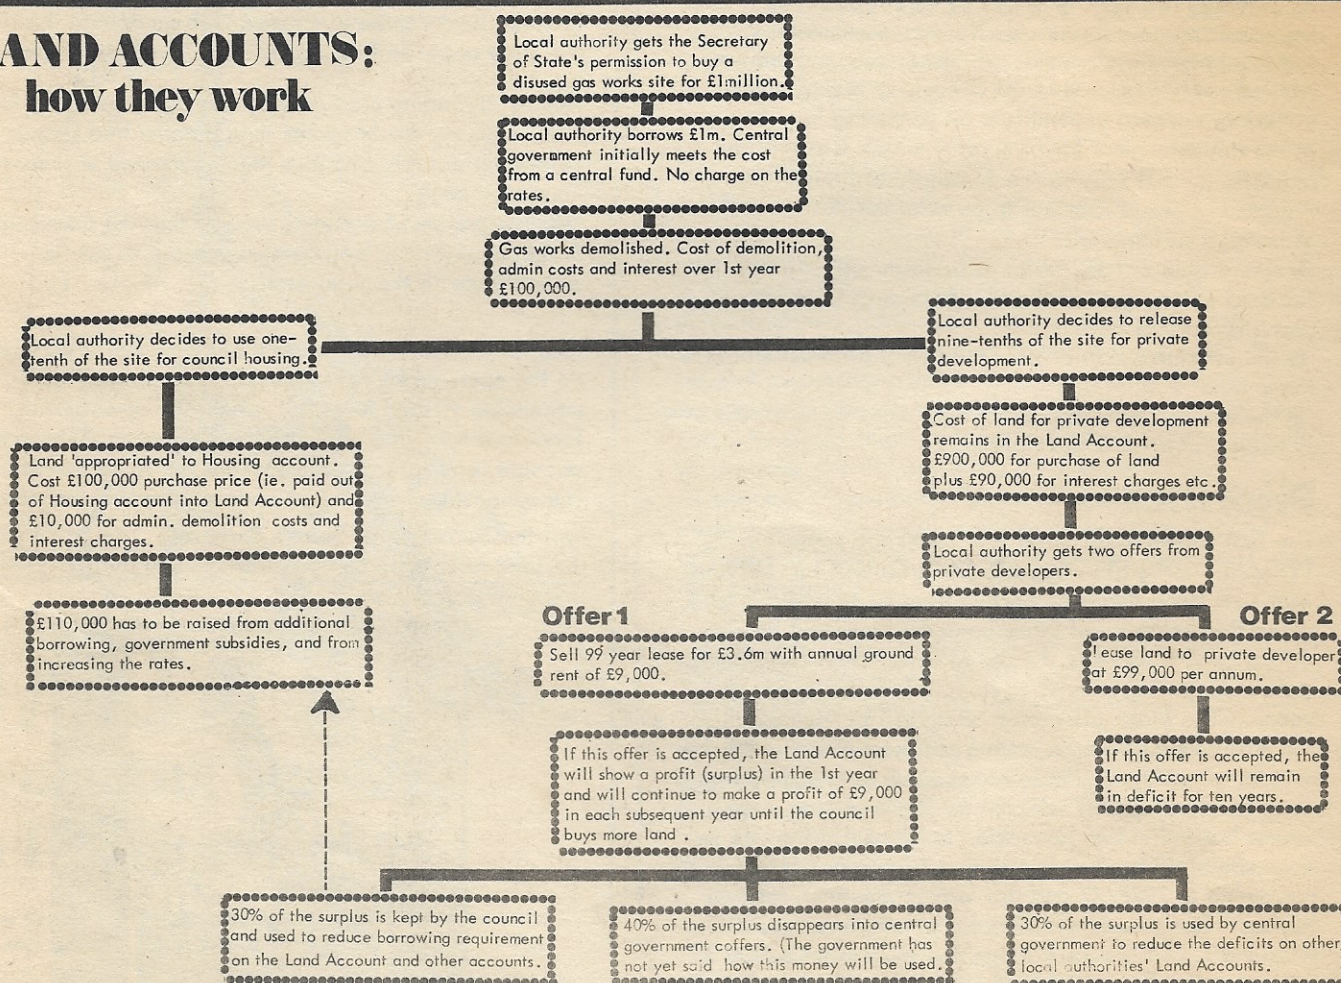 AND ACCOUNTS:
how they work
Local authority gets the Secretary
of State's permission to buy a
disused gas works site for £1million.
Local authority borrows £1m. Central
government initially meets the cost
from a central fund. No charge on the
rates.
Gas works demolished. Cost of demolition,
admin costs and interest over 1st year
£100,000.
Local authority decides to use one-
tenth of the site for council housing.
Land 'appropriated' to Housing account.
Cost £100,000 purchase price (ie. paid out
of Housing account into Land Account) and
£10,000 for admin. demolition costs and
interest charges.
£110,000 has to be raised from additional
borrowing, government subsidies, and from
increasing the rates.
Local authority decides to release
nine-tenths of the site for private
development.
Cost of land for private development
remains in the Land Account.
£900,000 for purchase of land
plus £90,000 for interest charges etc.
Local authority gets two offers from
private developers.
Offer 1
Sell 99 year lease for £3.6m with annual ground
rent of £9,000.
If this offer is accepted, the Land Account
will show a profit (surplus) in the 1st year
and will continue to make a profit of £9,000
in each subsequent year until the council
buys more land .
Offer 2
Lease land to private developer
at £99,000 per annum.
If this offer is accepted, the
Land Account will remain
in deficit for ten years.
30% of the surplus is kept by the council
and used to reduce borrowing requirement
on the Land Account and other accounts.
40% of the surplus disappears into central
government coffers. (The government has
not yet said how this money will be used.
30% of the surplus is used by central
government to reduce the deficits on other
local authorities' Land Accounts.